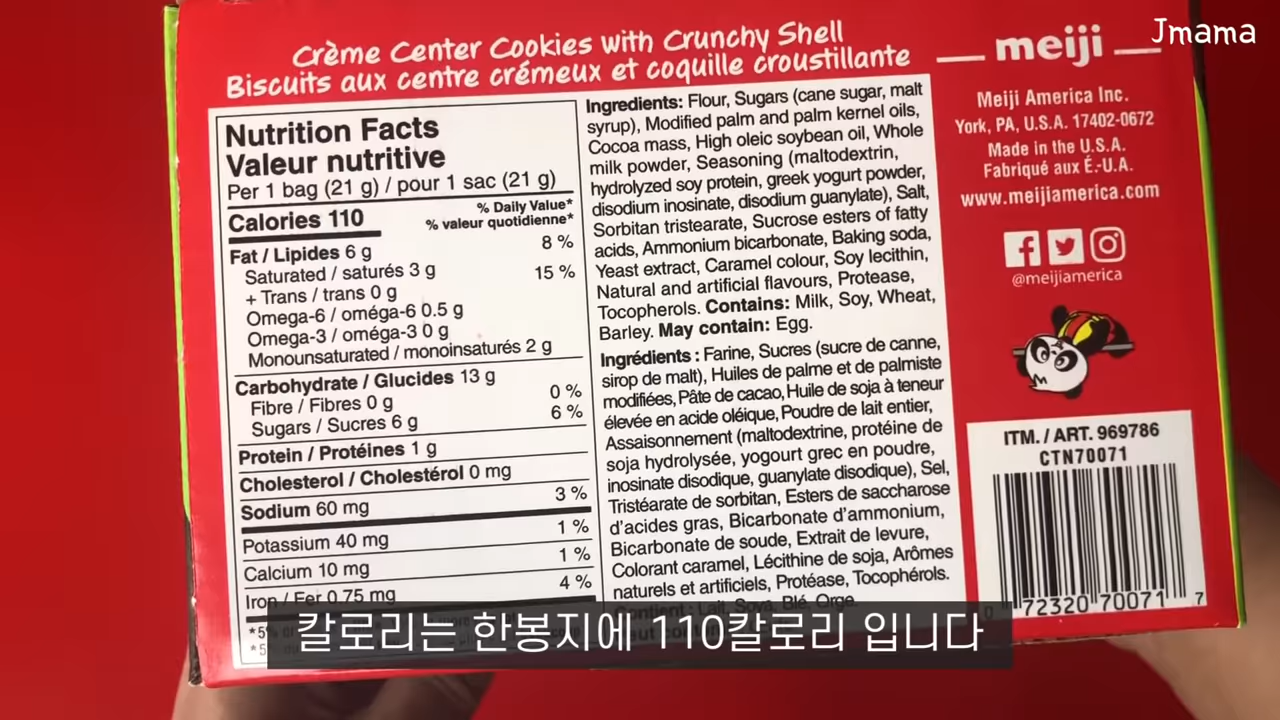 Jmama
Crème Center Cookies with Crunchy Shell
Biscuits aux centre crémeux et coquille croustillante
Nutrition Facts
Valeur nutritive
Per 1 bag (21 g) / pour 1 sac (21 g)
% Daily Value*
Calories 110
% valeur quotidienne*
Fat / Lipides 6 g 8 %
Saturated / saturés 3 g 15 %
+ Trans / trans 0 g
Omega-6 / oméga-6 0.5 g
Omega-3 / oméga-3 0 g
Monounsaturated / monoinsaturés 2 g
Carbohydrate / Glucides 13 g
Fibre / Fibres 0 g 0 %
Sugars / Sucres 6 g 6 %
Protein / Protéines 1 g
Cholesterol / Cholestérol 0 mg
Sodium 60 mg 3 %
Potassium 40 mg 1 %
Calcium 10 mg 1 %
Iron / Fer 0.75 mg 4 %
Ingredients: Flour, Sugars (cane sugar, malt
syrup), Modified palm and palm kernel oils,
Cocoa mass, High oleic soybean oil, Whole
milk powder, Seasoning (maltodextrin,
hydrolyzed soy protein, greek yogurt powder,
disodium inosinate, disodium guanylate), Salt,
Sorbitan tristearate, Sucrose esters of fatty
acids, Ammonium bicarbonate, Baking soda,
Yeast extract, Caramel colour, Soy lecithin,
Natural and artificial flavours, Protease,
Tocopherols. Contains: Milk, Soy, Wheat,
Barley. May contain: Egg.
Ingrédients : Farine, Sucres (sucre de canne,
sirop de malt), Huiles de palme et de palmiste
modifiées, Pâte de cacao, Huile de soja à teneur
élevée en acide oléique, Poudre de lait entier,
Assaisonnement (maltodextrine, protéine de
soja hydrolysée, yogourt grec en poudre,
inosinate disodique, guanylate disodique), Sel,
Tristéarate de sorbitan, Esters de saccharose
d'acides gras, Bicarbonate d'ammonium,
Bicarbonate de soude, Extrait de levure,
Colorant caramel, Lécithine de soja, Arômes
naturels et artificiels, Protéase, Tocophérols.
Contient : Lait, Soya, Blé, Orge.
meiji
Meiji America Inc.
York, PA, U.S.A. 17402-0672
Made in the U.S.A.
Fabriqué aux É.-U.A.
www.meijiamerica.com
@meijiamerica
ITM. / ART. 969786
CTN70071
0 72320 70071 7
칼로리는 한봉지에 110칼로리 입니다